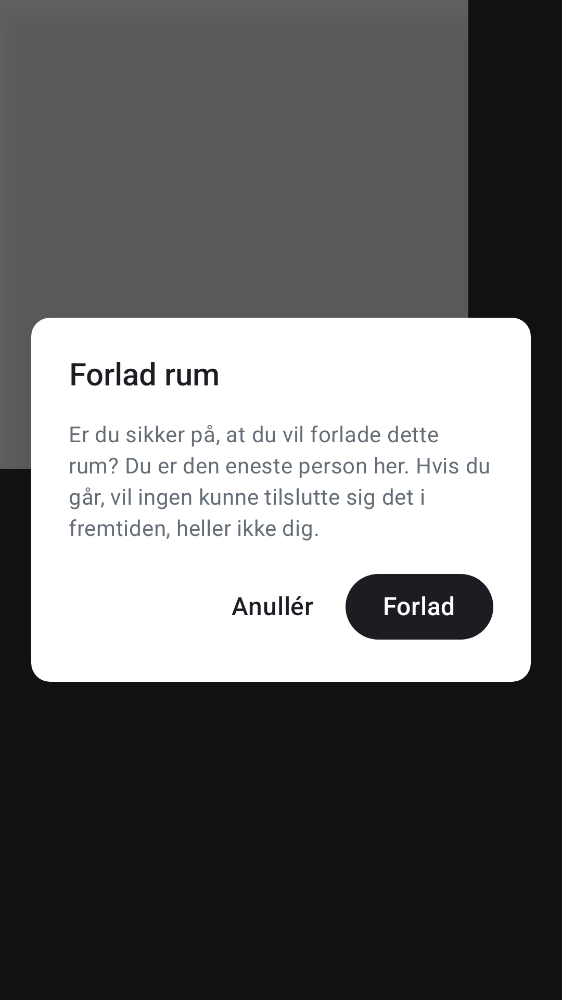 Forlad rum
Er du sikker på, at du vil forlade dette
rum? Du er den eneste person her. Hvis du
går, vil ingen kunne tilslutte sig det i
fremtiden, heller ikke dig.
Anullér
Forlad